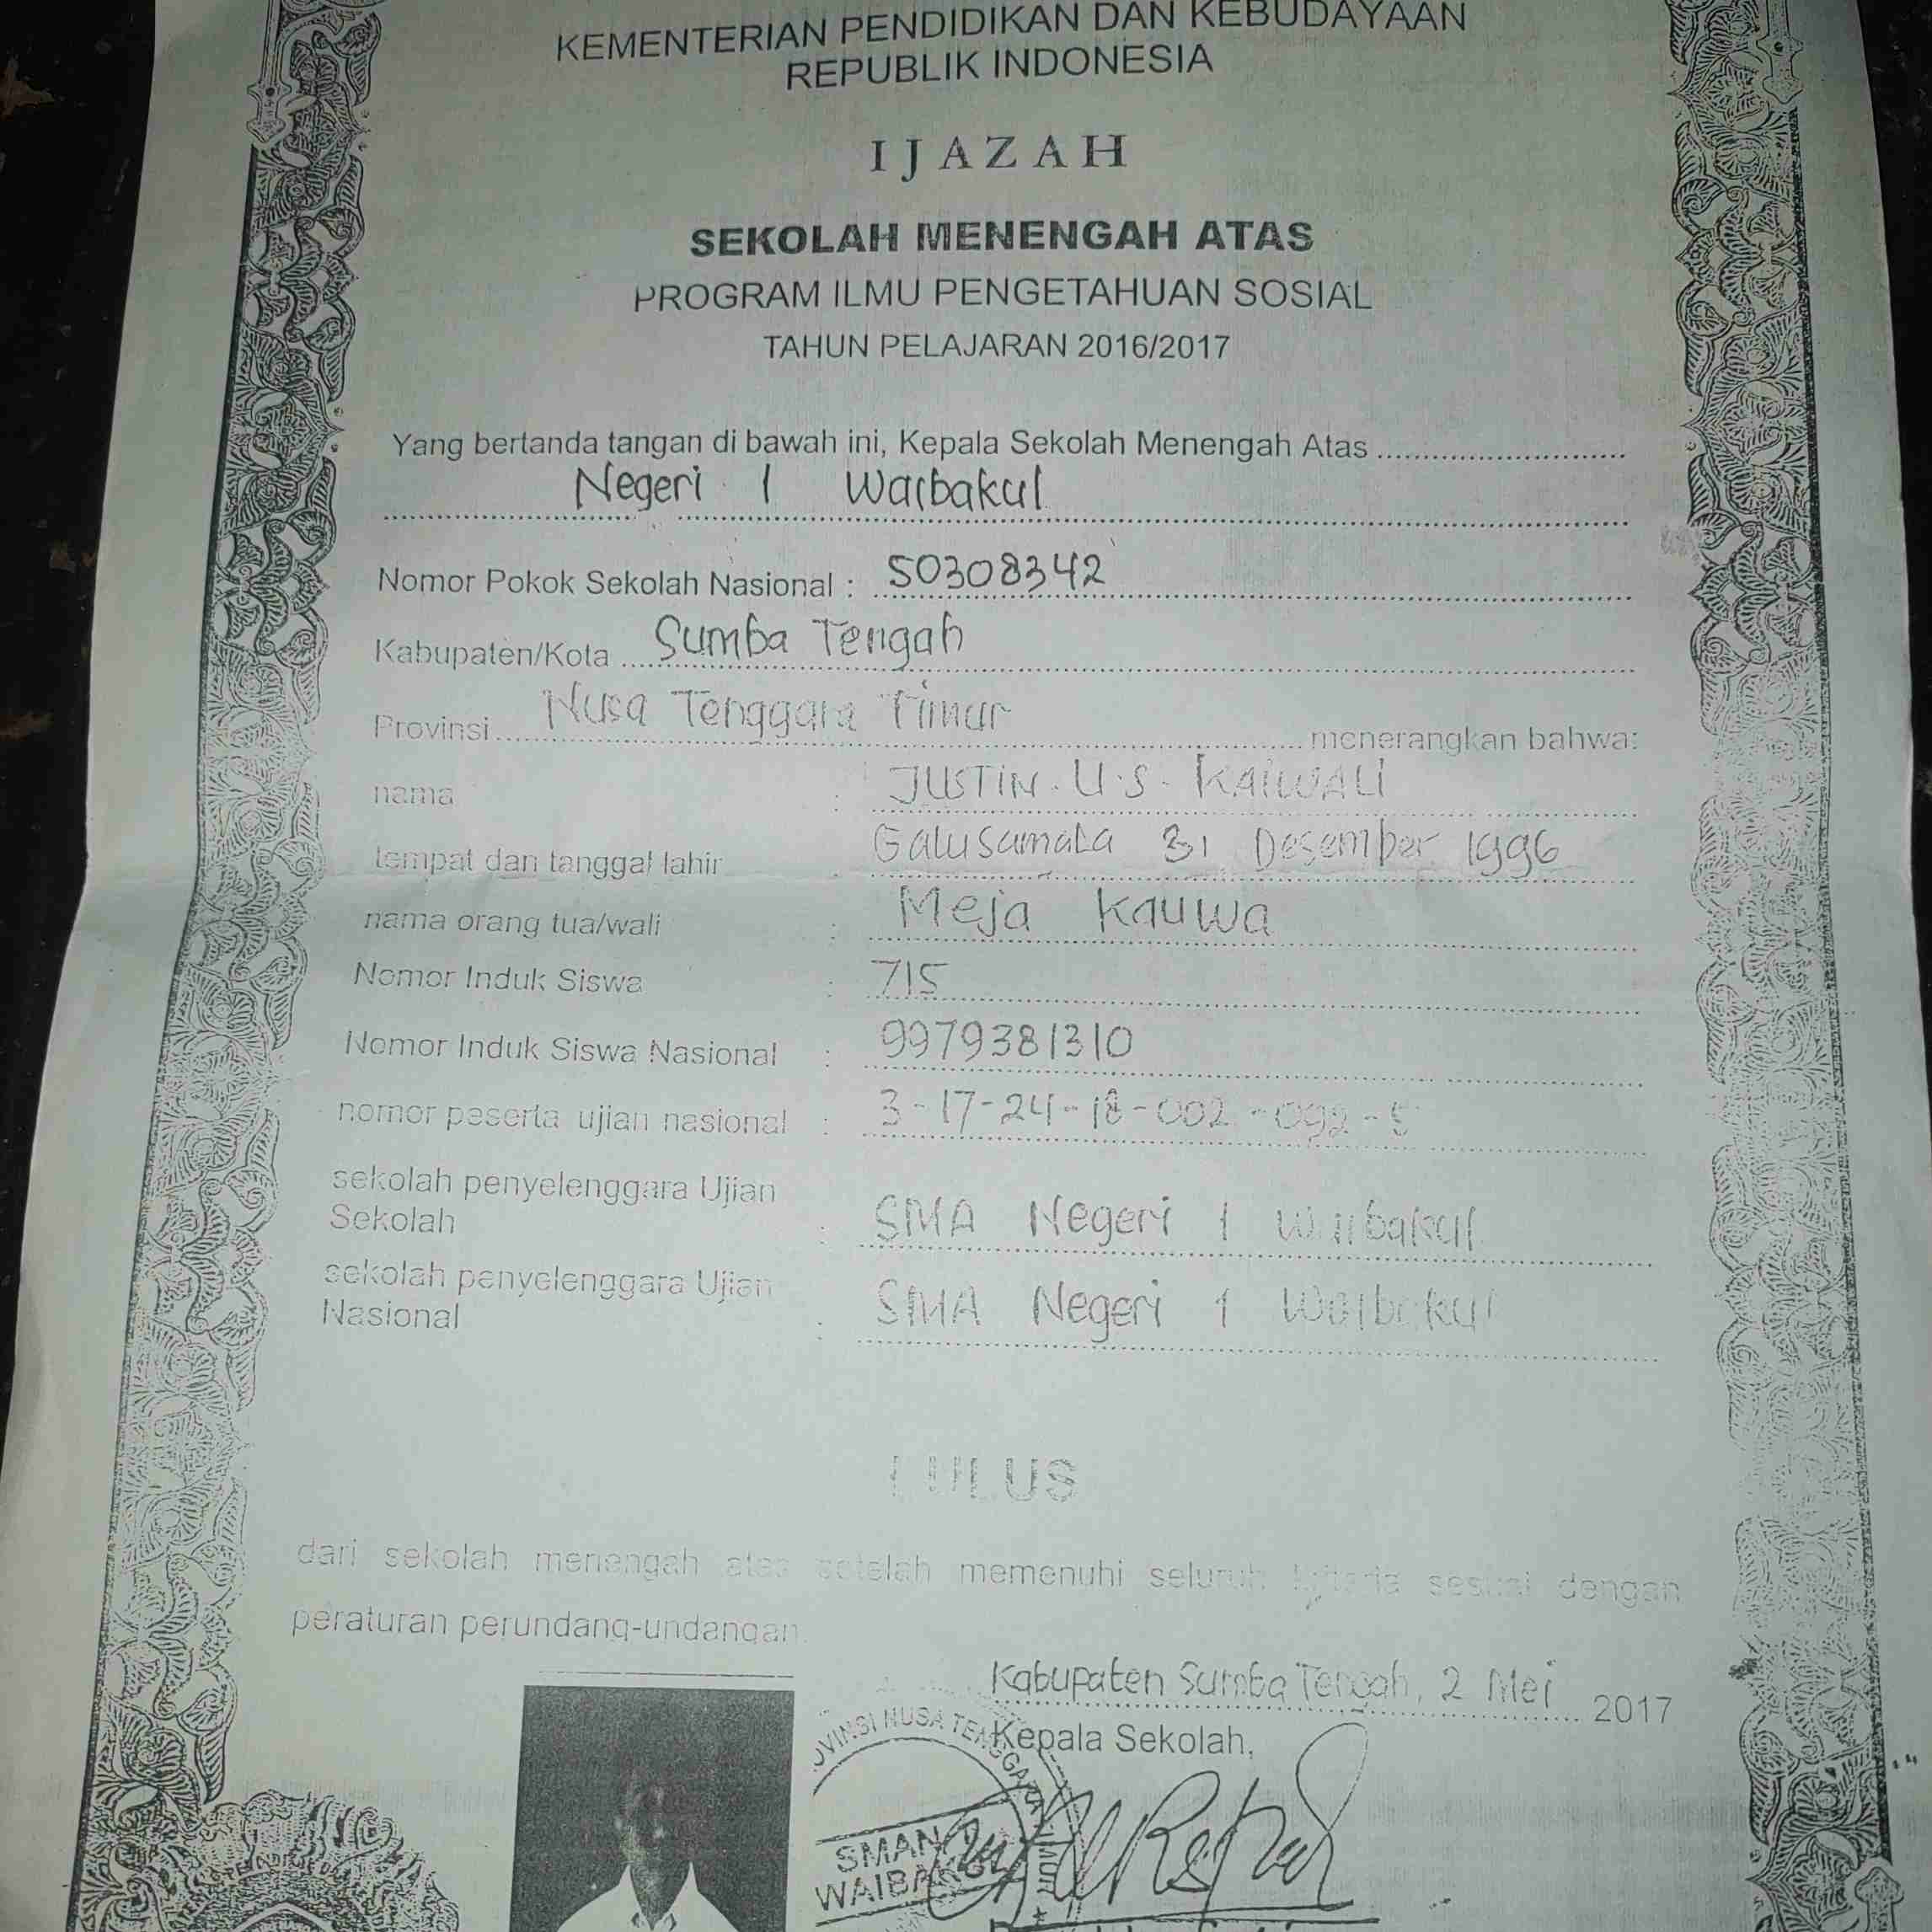 KEMENTERIAN PENDIDIKAN DAN KEBUDAYAAN
REPUBLIK INDONESIA
IJAZAH
SEKOLAH MENENGAH ATAS
PROGRAM ILMU PENGETAHUAN SOSIAL
TAHUN PELAJARAN 2016/2017
Yang bertanda tangan di bawah ini, Kepala Sekolah Menengah Atas
Negeri 1 Waibakul
Nomor Pokok Sekolah Nasional : 50308342
Kabupaten/Kota Sumba Tengah
Provinsi Nusa Tenggara Timur menerangkan bahwa:
nama : JUSTIN. U.S. KAIWALI
tempat dan tanggal lahir : 31 Desember 1996
nama orang tua/wali : Meja Kauwa
Nomor Induk Siswa : 715
Nomor Induk Siswa Nasional : 9979381310
nomor peserta ujian nasional : 3-17-24-18-002-092-5
sekolah penyelenggara Ujian
Sekolah : SMA Negeri 1 Waibakul
sekolah penyelenggara Ujian
Nasional : SMA Negeri 1 Waibakul
LULUS
dari sekolah menengah atas setelah memenuhi seluruh kriteria sesuai dengan
peraturan perundang-undangan.
Kabupaten Sumba Tengah, 2 Mei 2017
Kepala Sekolah,
SMAN